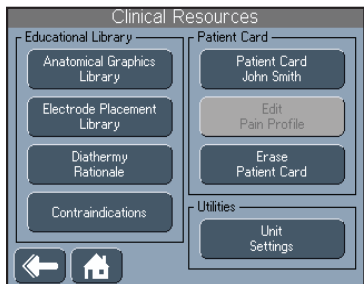 Clinical Resources
Educational Library
Anatomical Graphics
Library
Electrode Placement
Library
Diathermy
Rationale
Contraindications
Patient Card
Patient Card
John Smith
Edit
Pain Profile
Erase
Patient Card
Utilities
Unit
Settings